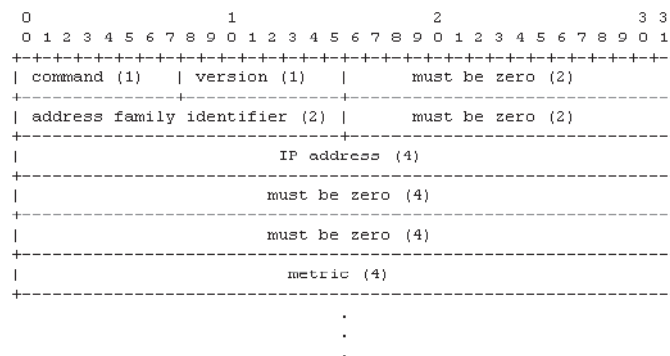 0                   1                   2                   3 3
0 1 2 3 4 5 6 7 8 9 0 1 2 3 4 5 6 7 8 9 0 1 2 3 4 5 6 7 8 9 0 1
+-+-+-+-+-+-+-+-+-+-+-+-+-+-+-+-+-+-+-+-+-+-+-+-+-+-+-+-+-+-+-+
| command (1) | version (1) | must be zero (2)
+---------------+---------------+-------------------------------
| address family identifier (2) | must be zero (2)
+-------------------------------+-------------------------------
| IP address (4)
+---------------------------------------------------------------
| must be zero (4)
+---------------------------------------------------------------
| must be zero (4)
+---------------------------------------------------------------
| metric (4)
+---------------------------------------------------------------
.
.
.